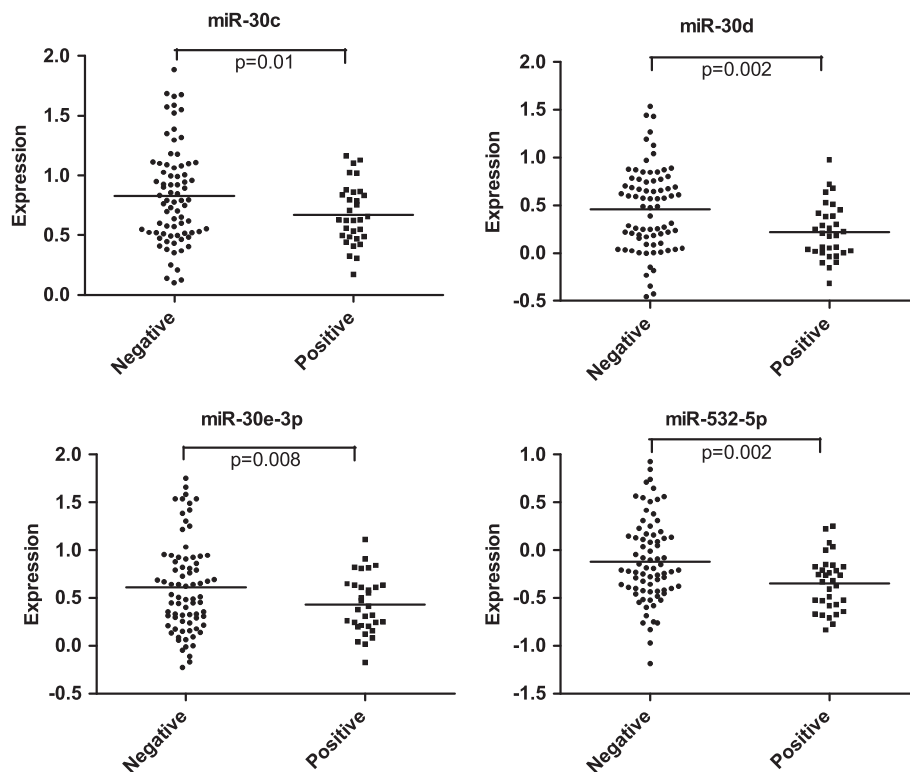 miR-30c
p=0.01
Expression
2.0
1.5
1.0
0.5
0.0
Negative
Positive
miR-30d
p=0.002
Expression
2.0
1.5
1.0
0.5
0.0
-0.5
Negative
Positive
miR-30e-3p
p=0.008
Expression
2.0
1.5
1.0
0.5
0.0
-0.5
Negative
Positive
miR-532-5p
p=0.002
Expression
1.0
0.5
0.0
-0.5
-1.0
-1.5
Negative
Positive